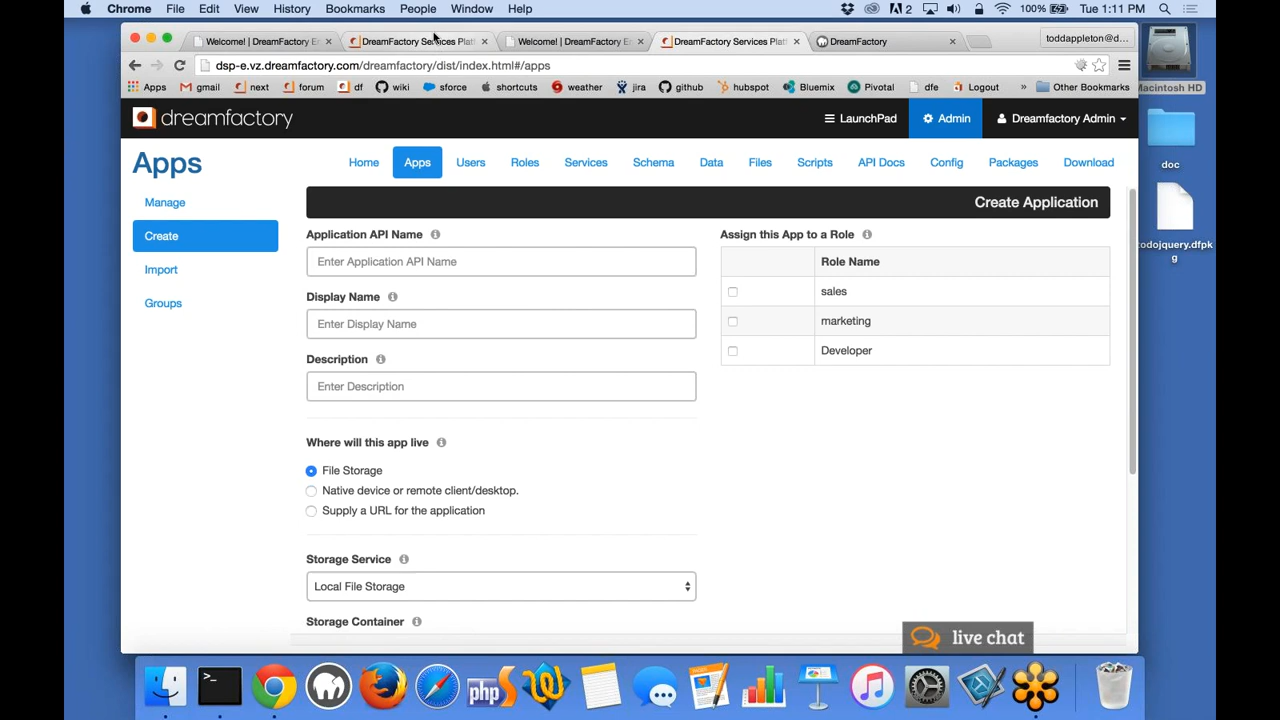 Chrome File Edit View History Bookmarks People Window Help 2 100% Tue 1:11 PM
Welcome! | DreamFactory En DreamFactory Services Platf Welcome! | DreamFactory En DreamFactory Services Platf DreamFactory toddappleton@d...
dsp-e.vz.dreamfactory.com/dreamfactory/dist/index.html#/apps
Apps gmail next forum df wiki sforce shortcuts weather jira github hubspot Bluemix Pivotal dfe Logout » Other Bookmarks
Macintosh HD
dreamfactory LaunchPad Admin Dreamfactory Admin
Apps Home Apps Users Roles Services Schema Data Files Scripts API Docs Config Packages Download
doc
Manage
Create
Import
Groups
Create Application
Application API Name
Enter Application API Name
Display Name
Enter Display Name
Description
Enter Description
Where will this app live
File Storage
Native device or remote client/desktop.
Supply a URL for the application
Storage Service
Local File Storage
Storage Container
Assign this App to a Role
Role Name
sales
marketing
Developer
todojquery.dfpk
g
live chat
php